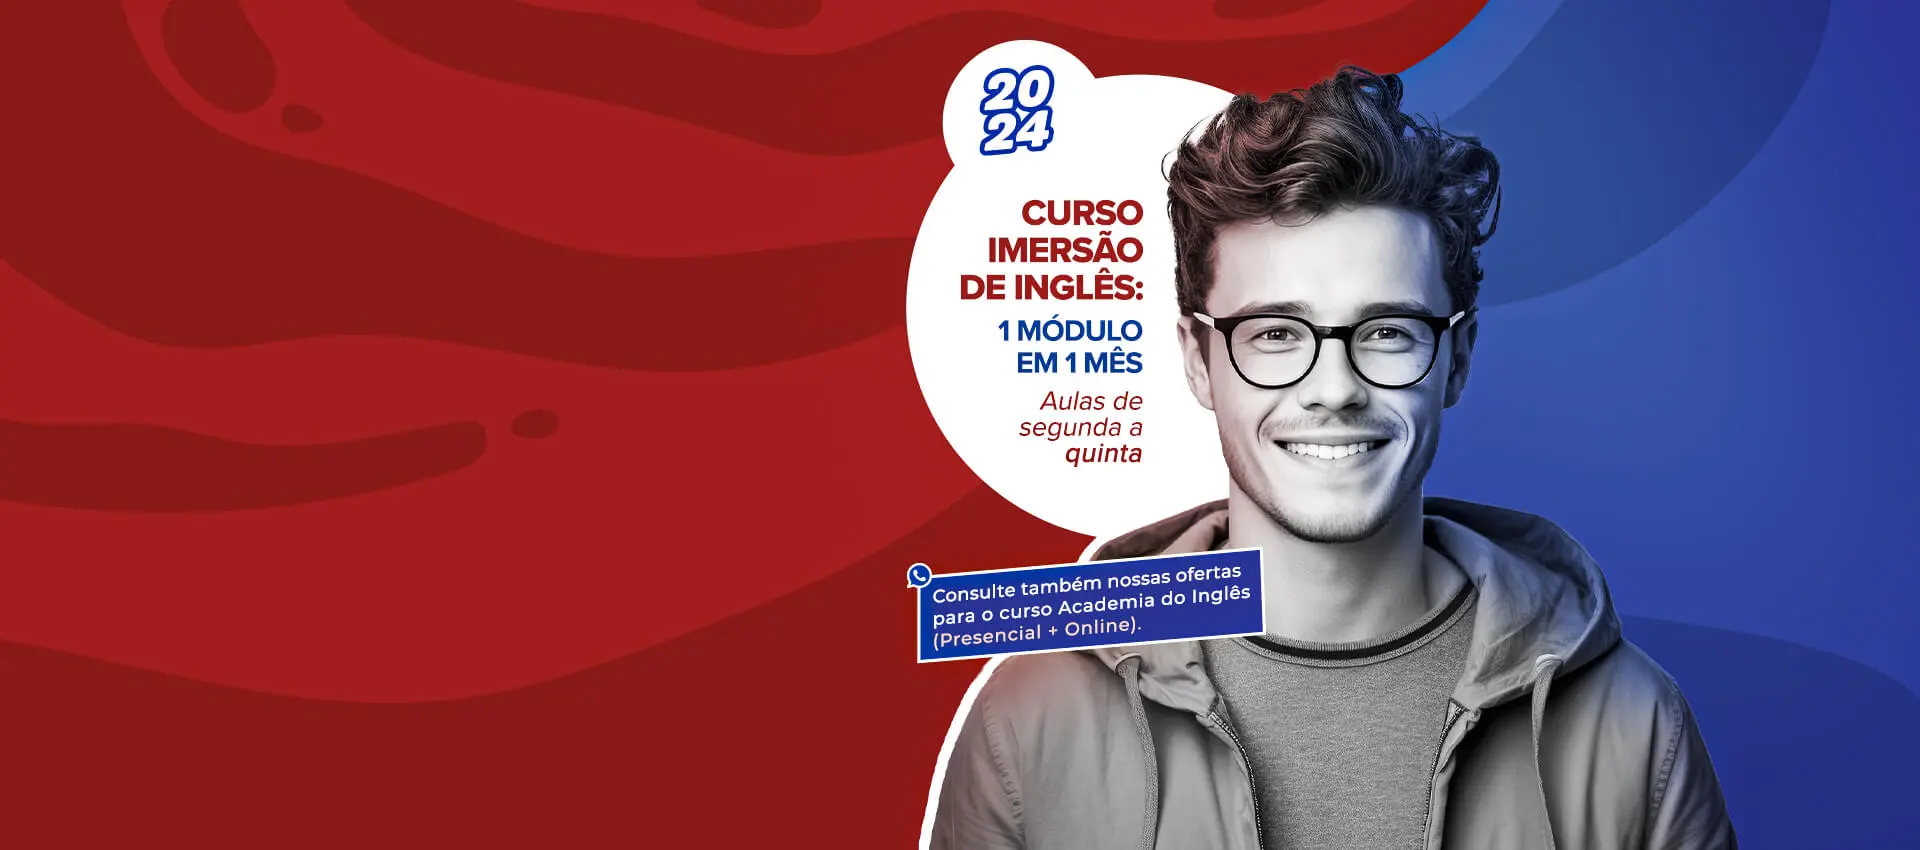 20
24
CURSO
IMERSÃO
DE INGLÊS:
1 MÓDULO
EM 1 MÊS
Aulas de
segunda a
quinta
Consulte também nossas ofertas
para o curso Academia do Inglês
(Presencial + Online).